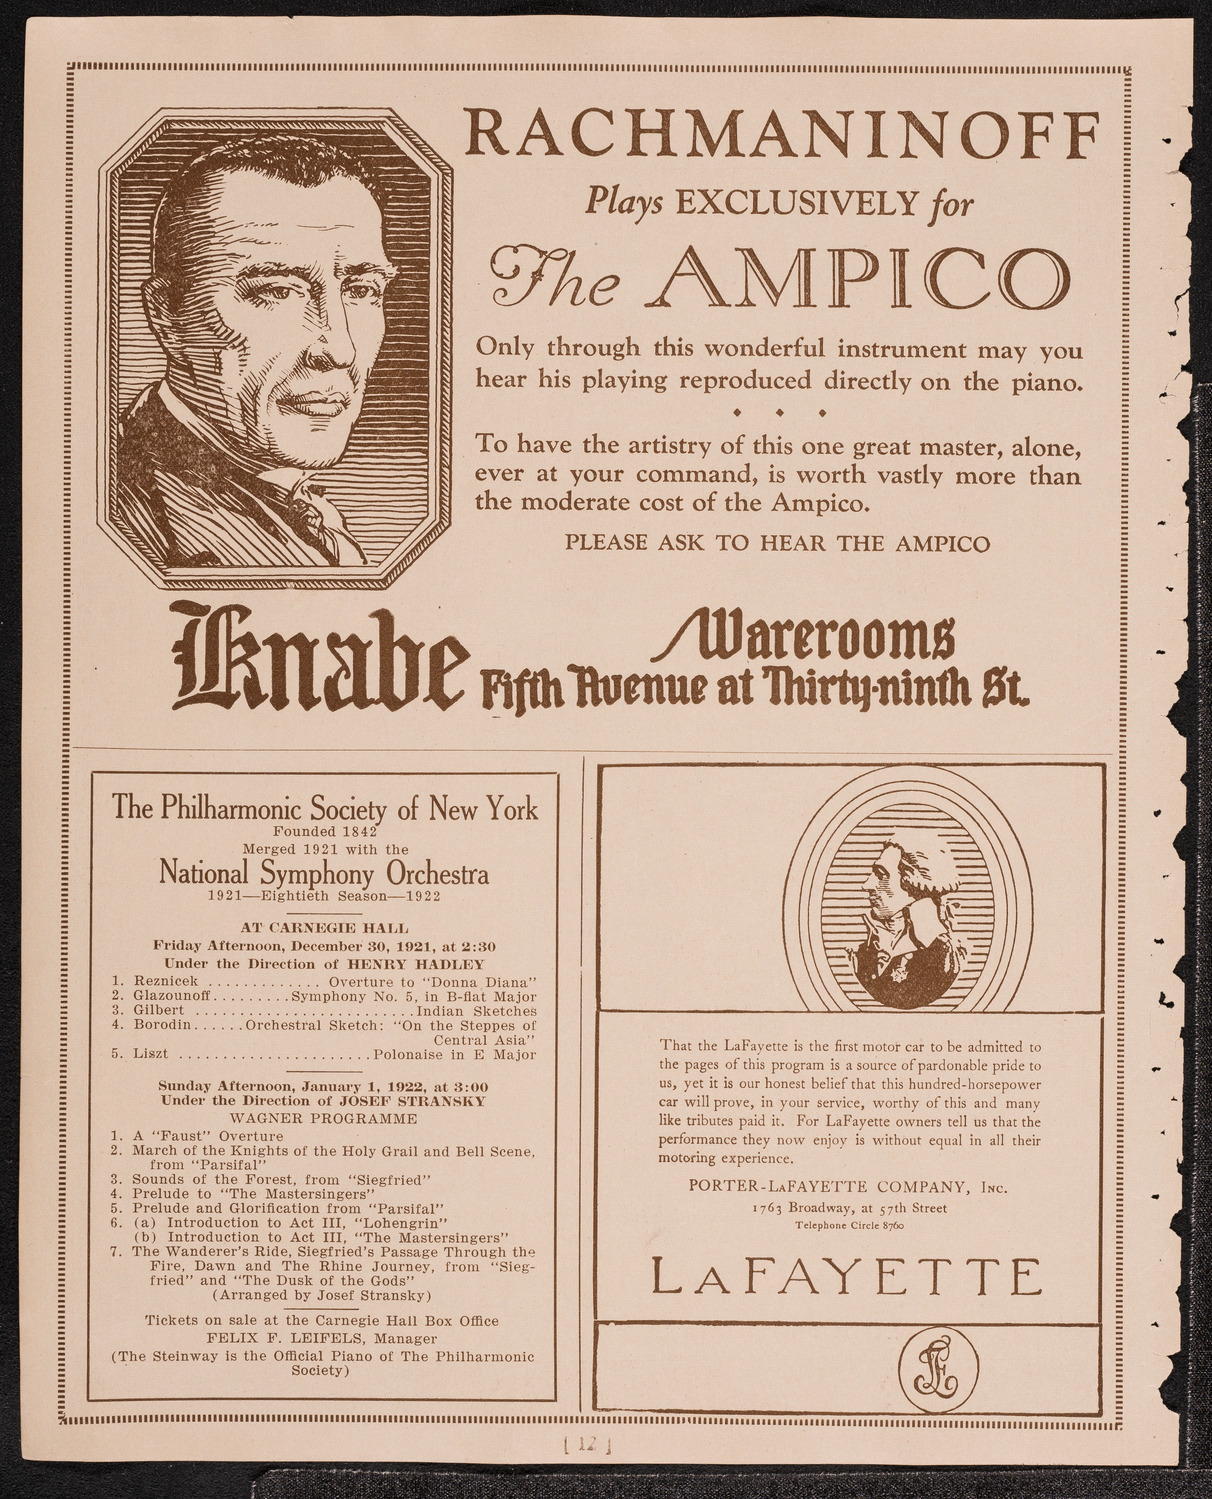 RACHMANINOFF
Plays EXCLUSIVELY for
The AMPICO
Only through this wonderful instrument may you
hear his playing reproduced directly on the piano.
To have the artistry of this one great master, alone,
ever at your command, is worth vastly more than
the moderate cost of the Ampico.
PLEASE ASK TO HEAR THE AMPICO
Knabe Warerooms
Fifth Avenue at Thirty-ninth St.
The Philharmonic Society of New York
Founded 1842
Merged 1921 with the
National Symphony Orchestra
1921—Eightieth Season—1922
AT CARNEGIE HALL
Friday Afternoon, December 30, 1921, at 2:30
Under the Direction of HENRY HADLEY
1. Reznicek ............ Overture to "Donna Diana"
2. Glazounoff.........Symphony No. 5, in B-flat Major
3. Gilbert .........................Indian Sketches
4. Borodin......Orchestral Sketch: "On the Steppes of
Central Asia"
5. Liszt ......................Polonaise in E Major
Sunday Afternoon, January 1, 1922, at 3:00
Under the Direction of JOSEF STRANSKY
WAGNER PROGRAMME
1. A "Faust" Overture
2. March of the Knights of the Holy Grail and Bell Scene,
from "Parsifal"
3. Sounds of the Forest, from "Siegfried"
4. Prelude to "The Mastersingers"
5. Prelude and Glorification from "Parsifal"
6. (a) Introduction to Act III, "Lohengrin"
(b) Introduction to Act III, "The Mastersingers"
7. The Wanderer's Ride, Siegfried's Passage Through the
Fire, Dawn and The Rhine Journey, from "Sieg-
fried" and "The Dusk of the Gods"
(Arranged by Josef Stransky)
Tickets on sale at the Carnegie Hall Box Office
FELIX F. LEIFELS, Manager
(The Steinway is the Official Piano of The Philharmonic
Society)
That the LaFayette is the first motor car to be admitted to
the pages of this program is a source of pardonable pride to
us, yet it is our honest belief that this hundred-horsepower
car will prove, in your service, worthy of this and many
like tributes paid it. For LaFayette owners tell us that the
performance they now enjoy is without equal in all their
motoring experience.
PORTER-LAFAYETTE COMPANY, INC.
1763 Broadway, at 57th Street
Telephone Circle 8760
LAFAYETTE
[ 12 ]